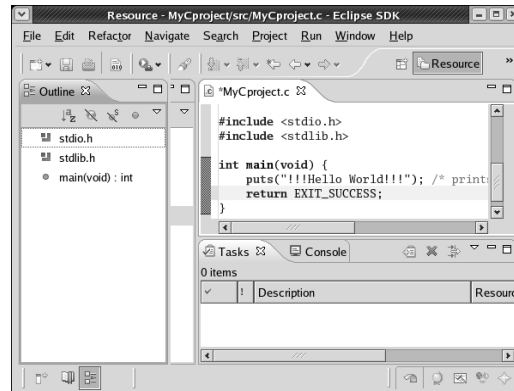 Resource - MyCproject/src/MyCproject.c - Eclipse SDK
File Edit Refactor Navigate Search Project Run Window Help
Resource »
Outline
*MyCproject.c
stdio.h
stdlib.h
main(void) : int
#include <stdio.h>
#include <stdlib.h>
int main(void) {
puts("!!!Hello World!!!"); /* print
return EXIT_SUCCESS;
}
Tasks Console
0 items
! Description Resourc